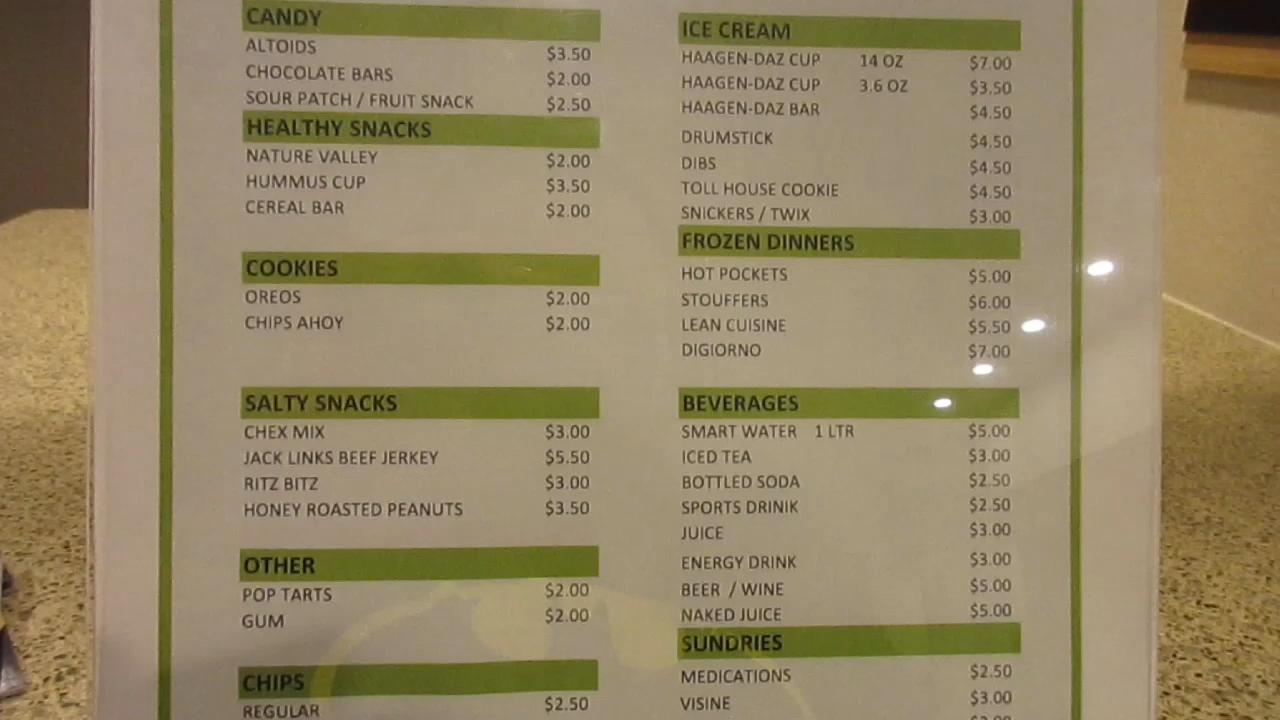 CANDY
ALTOIDS $3.50
CHOCOLATE BARS $2.00
SOUR PATCH / FRUIT SNACK $2.50
HEALTHY SNACKS
NATURE VALLEY $2.00
HUMMUS CUP $3.50
CEREAL BAR $2.00
COOKIES
OREOS $2.00
CHIPS AHOY $2.00
SALTY SNACKS
CHEX MIX $3.00
JACK LINKS BEEF JERKEY $5.50
RITZ BITZ $3.00
HONEY ROASTED PEANUTS $3.50
OTHER
POP TARTS $2.00
GUM $2.00
CHIPS
REGULAR $2.50
ICE CREAM
HAAGEN-DAZ CUP 14 OZ $7.00
HAAGEN-DAZ CUP 3.6 OZ $3.50
HAAGEN-DAZ BAR $4.50
DRUMSTICK $4.50
DIBS $4.50
TOLL HOUSE COOKIE $4.50
SNICKERS / TWIX $3.00
FROZEN DINNERS
HOT POCKETS $5.00
STOUFFERS $6.00
LEAN CUISINE $5.50
DIGIORNO $7.00
BEVERAGES
SMART WATER 1 LTR $5.00
ICED TEA $3.00
BOTTLED SODA $2.50
SPORTS DRINIK $2.50
JUICE $3.00
ENERGY DRINK $3.00
BEER / WINE $5.00
NAKED JUICE $5.00
SUNDRIES
MEDICATIONS $2.50
VISINE $3.00